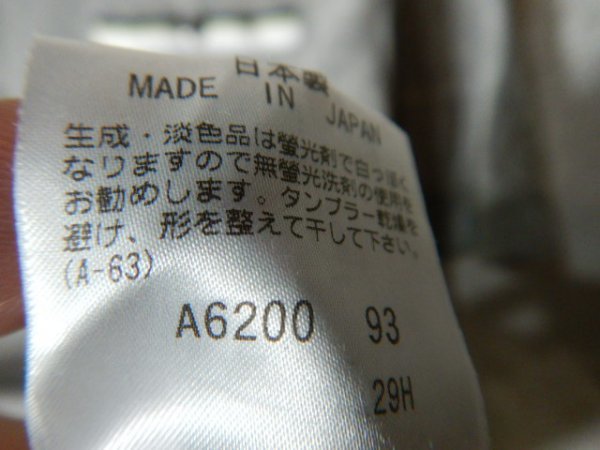 日本製
MADE IN JAPAN
生成・淡色品は螢光剤で白っぽく
なりますので無螢光洗剤の使用を
お勧めします。タンブラー乾燥を
避け、形を整えて干して下さい。
(A-63)
A6200 93
29H